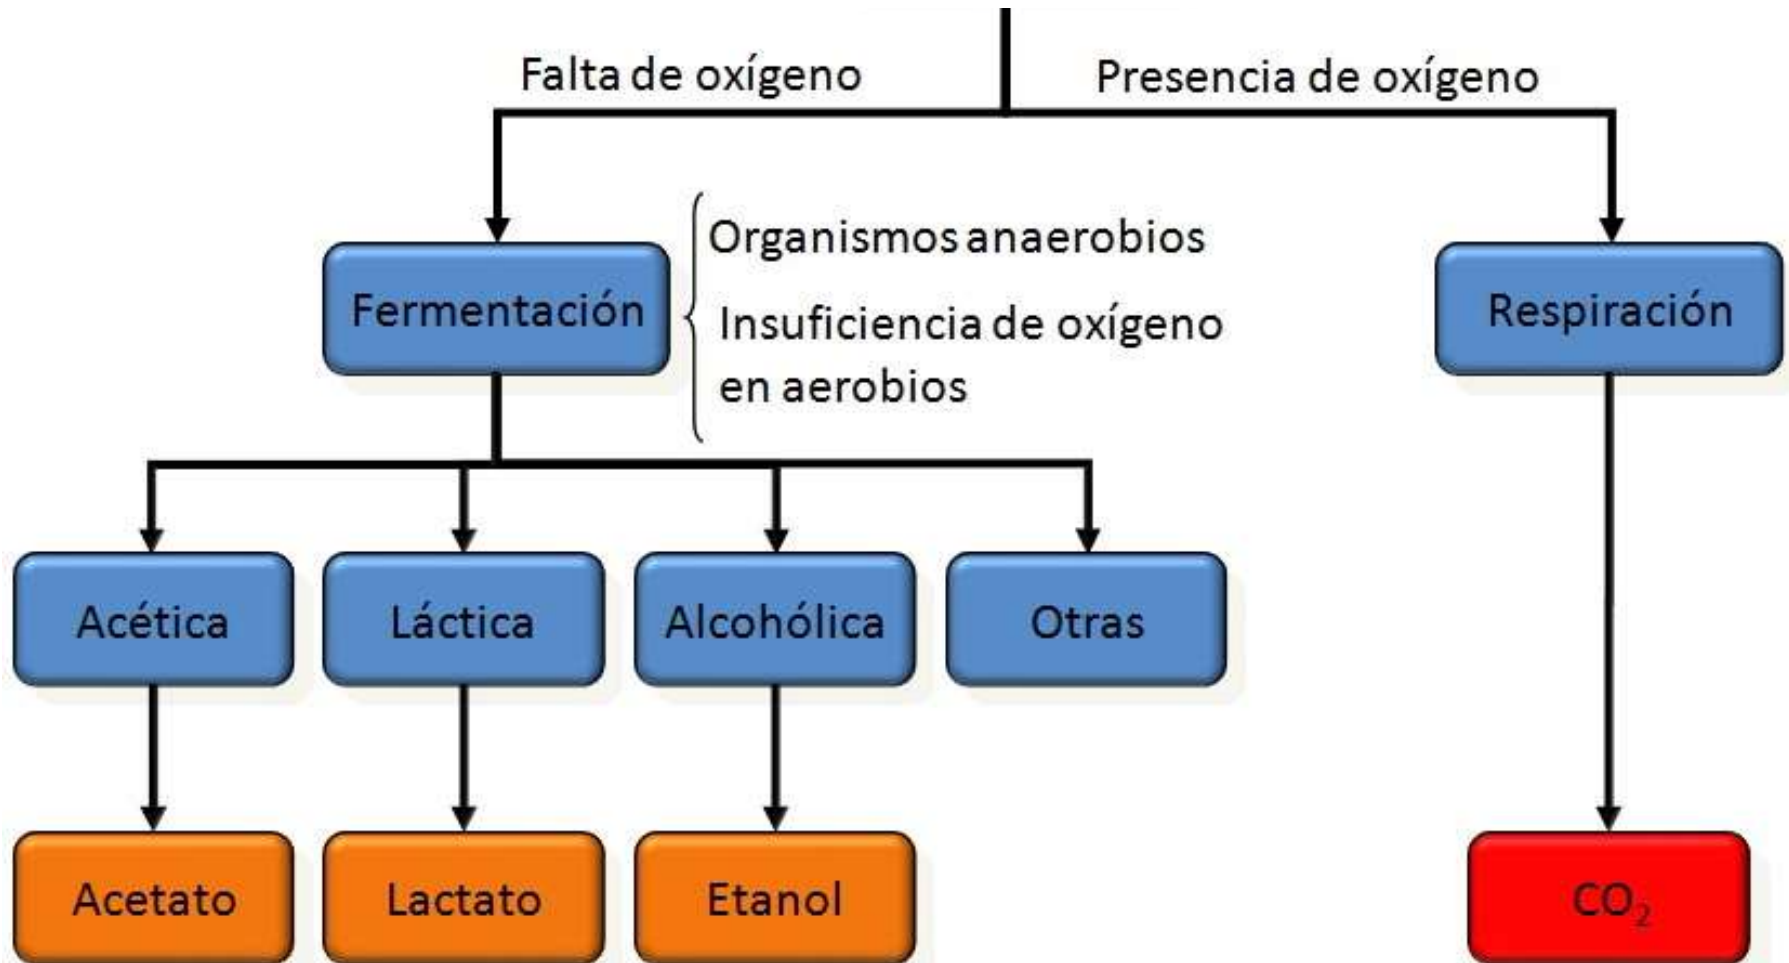 Falta de oxígeno
Presencia de oxígeno
Fermentación
Organismos anaerobios
Insuficiencia de oxígeno
en aerobios
Respiración
Acética
Láctica
Alcohólica
Otras
Acetato
Lactato
Etanol
CO₂